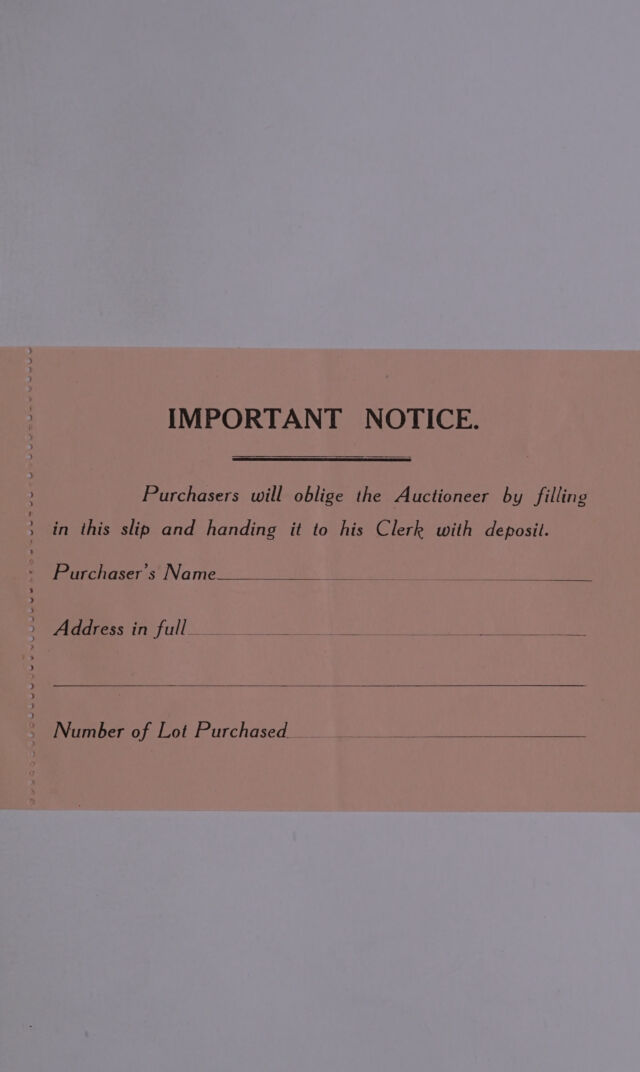 IMPORTANT NOTICE.
Purchasers will oblige the Auctioneer by filling
in this slip and handing it to his Clerk with deposit.
Purchaser's Name
Address in full
Number of Lot Purchased